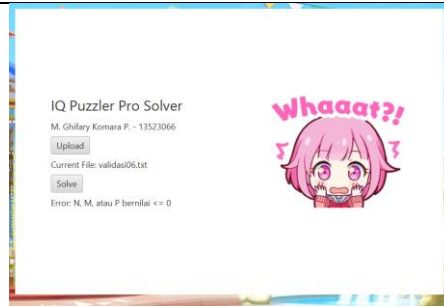 IQ Puzzler Pro Solver
M. Ghifary Komara P. - 13523066
Upload
Current File: validasi06.txt
Solve
Error: N, M, atau P bernilai <= 0
Whaaat?!